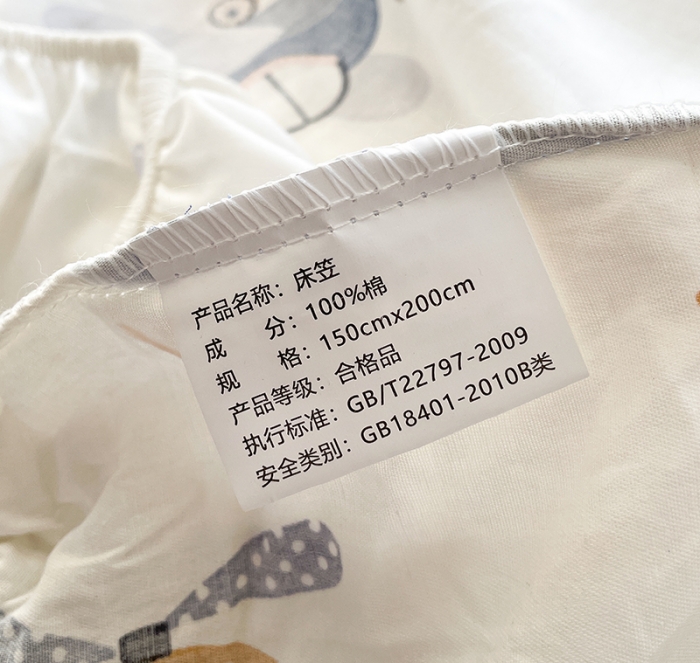 产品名称：床笠
成 分：100%棉
规 格：150cmx200cm
产品等级：合格品
执行标准：GB/T22797-2009
安全类别：GB18401-2010B类